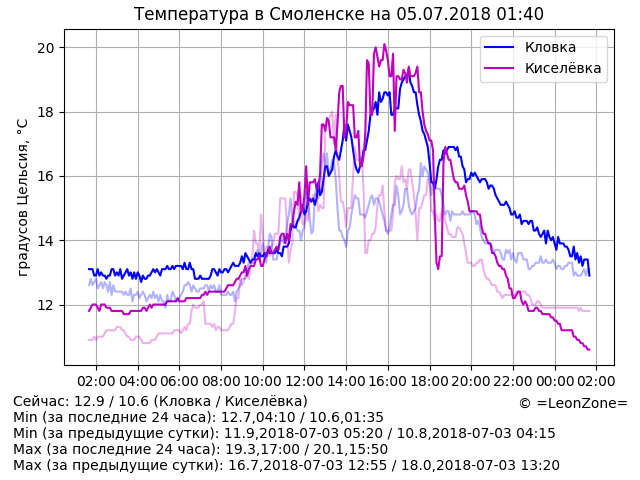 Температура в Смоленске на 05.07.2018 01:40
Кловка
Киселёвка
градусов Цельсия, °C
20
18
16
14
12
02:00 04:00 06:00 08:00 10:00 12:00 14:00 16:00 18:00 20:00 22:00 00:00 02:00
Сейчас: 12.9 / 10.6 (Кловка / Киселёвка)
© =LeonZone=
Min (за последние 24 часа): 12.7,04:10 / 10.6,01:35
Min (за предыдущие сутки): 11.9,2018-07-03 05:20 / 10.8,2018-07-03 04:15
Max (за последние 24 часа): 19.3,17:00 / 20.1,15:50
Max (за предыдущие сутки): 16.7,2018-07-03 12:55 / 18.0,2018-07-03 13:20